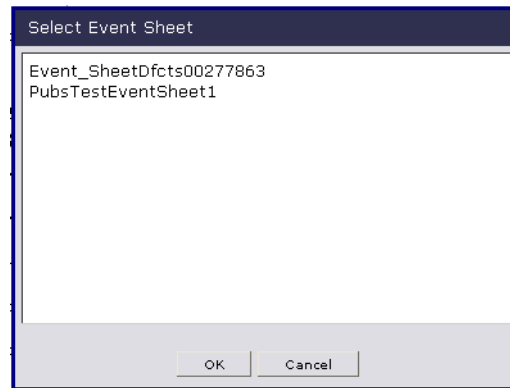 Select Event Sheet
Event_SheetDfcts00277863
PubsTestEventSheet1
OK
Cancel